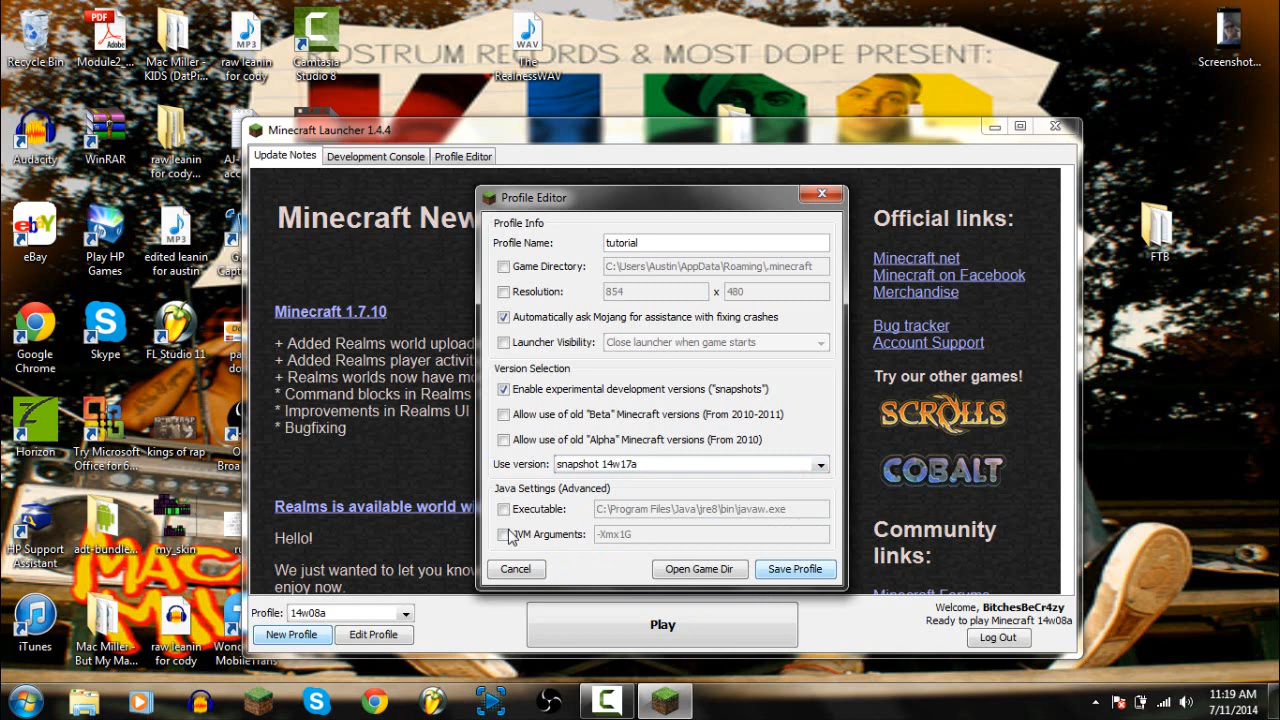 OSTRUM RECORDS & MOST DOPE PRESENT:
Recycle Bin
Module2_...
Mac Miller - KIDS (DatPi...
raw leanin for cody
Camtasia Studio 8
The RealnessWAV
Screenshot...
Audacity
WinRAR
raw leanin for cody...
eBay
Play HP Games
edited leanin for austin
FTB
Google Chrome
Skype
FL Studio 11
Horizon
Try Microsoft Office for 6...
kings of rap
HP Support Assistant
adt-bundle...
my_skin
iTunes
Mac Miller - But My Ma...
raw leanin for cody
Minecraft Launcher 1.4.4
Update Notes
Development Console
Profile Editor
Minecraft New
Minecraft 1.7.10
+ Added Realms world upload
+ Added Realms player activit
+ Realms worlds now have mo
* Command blocks in Realms
* Improvements in Realms UI
* Bugfixing
Realms is available world wi
Hello!
We just wanted to let you know
enjoy now.
Official links:
Minecraft.net
Minecraft on Facebook
Merchandise
Bug tracker
Account Support
Try our other games!
SCROLLS
COBALT
Community links:
Minecraft Forums
Profile Editor
Profile Info
Profile Name: tutorial
Game Directory: C:\Users\Austin\AppData\Roaming\.minecraft
Resolution: 854 x 480
Automatically ask Mojang for assistance with fixing crashes
Launcher Visibility: Close launcher when game starts
Version Selection
Enable experimental development versions ("snapshots")
Allow use of old "Beta" Minecraft versions (From 2010-2011)
Allow use of old "Alpha" Minecraft versions (From 2010)
Use version: snapshot 14w17a
Java Settings (Advanced)
Executable: C:\Program Files\Java\jre8\bin\javaw.exe
JVM Arguments: -Xmx1G
Cancel
Open Game Dir
Save Profile
Profile: 14w08a
New Profile
Edit Profile
Play
Welcome, BitchesBeCr4zy
Ready to play Minecraft 14w08a
Log Out
11:19 AM
7/11/2014